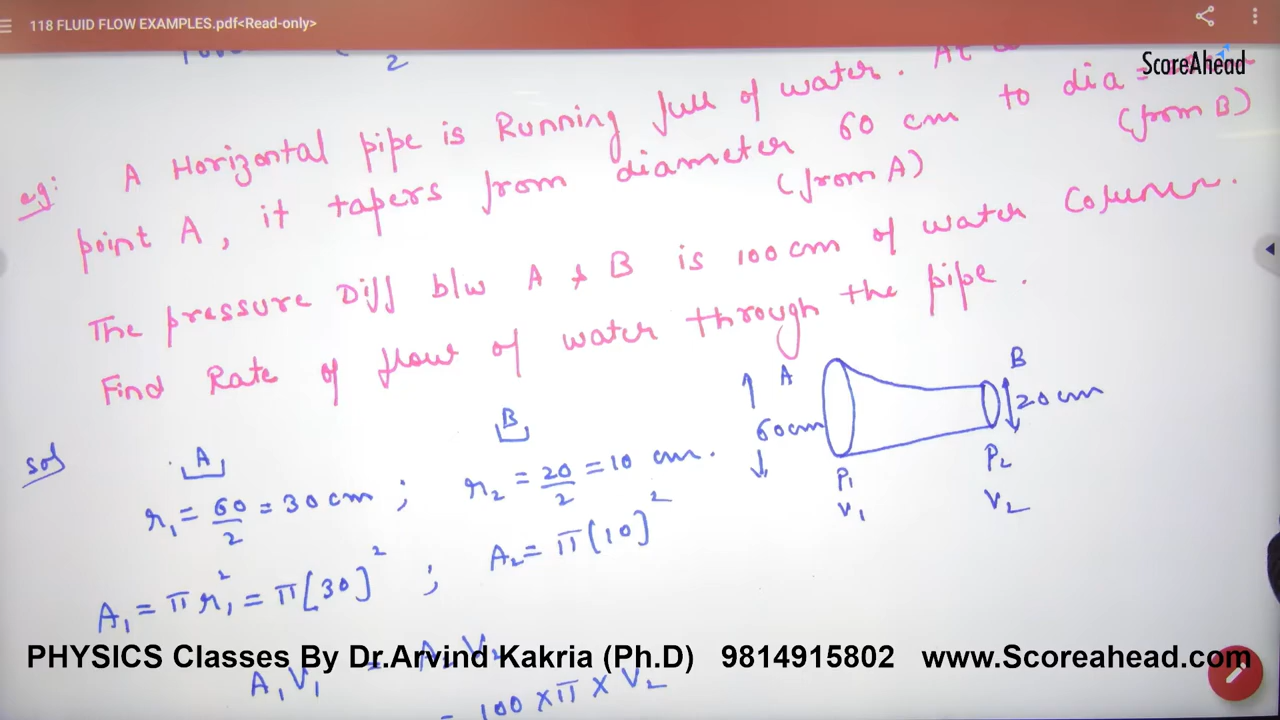 118 FLUID FLOW EXAMPLES.pdf<Read-only>
ScoreAhead
2
eg: A Horizontal pipe is Running full of water. At
point A, it tapers from diameter 60 cm to dia =
(from A) (from B)
The pressure Diff b/w A & B is 100 cm of water Column.
Find Rate of flow of water through the pipe.
A B
60cm 20 cm
P₁ P₂
V₁ V₂
Sol A B
r₁ = 60/2 = 30 cm ; r₂ = 20/2 = 10 cm.
A₁ = π r₁² = π[30]² ; A₂ = π(10)²
PHYSICS Classes By Dr.Arvind Kakria (Ph.D) 9814915802 www.Scoreahead.com
A₁V₁ = A₂V₂
= 100 × π × V₂